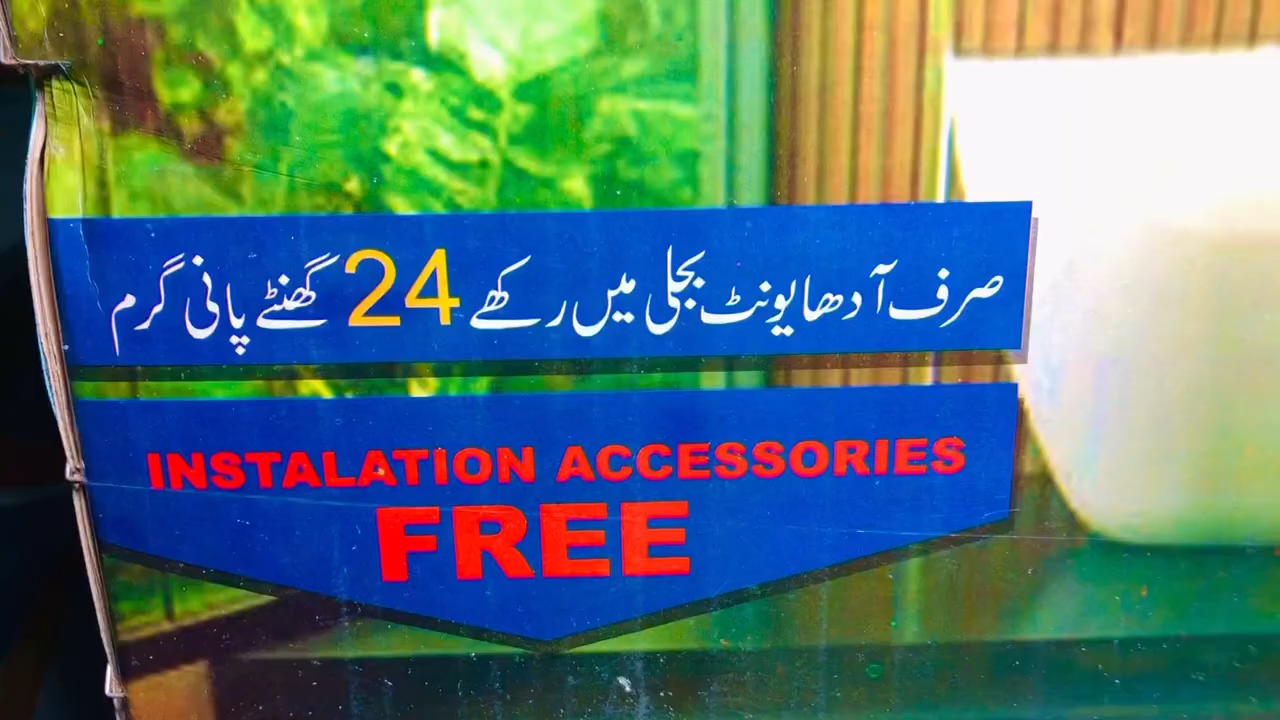 صرف آدھا یونٹ بجلی میں رکھے 24 گھنٹے پانی گرم
INSTALATION ACCESSORIES
FREE